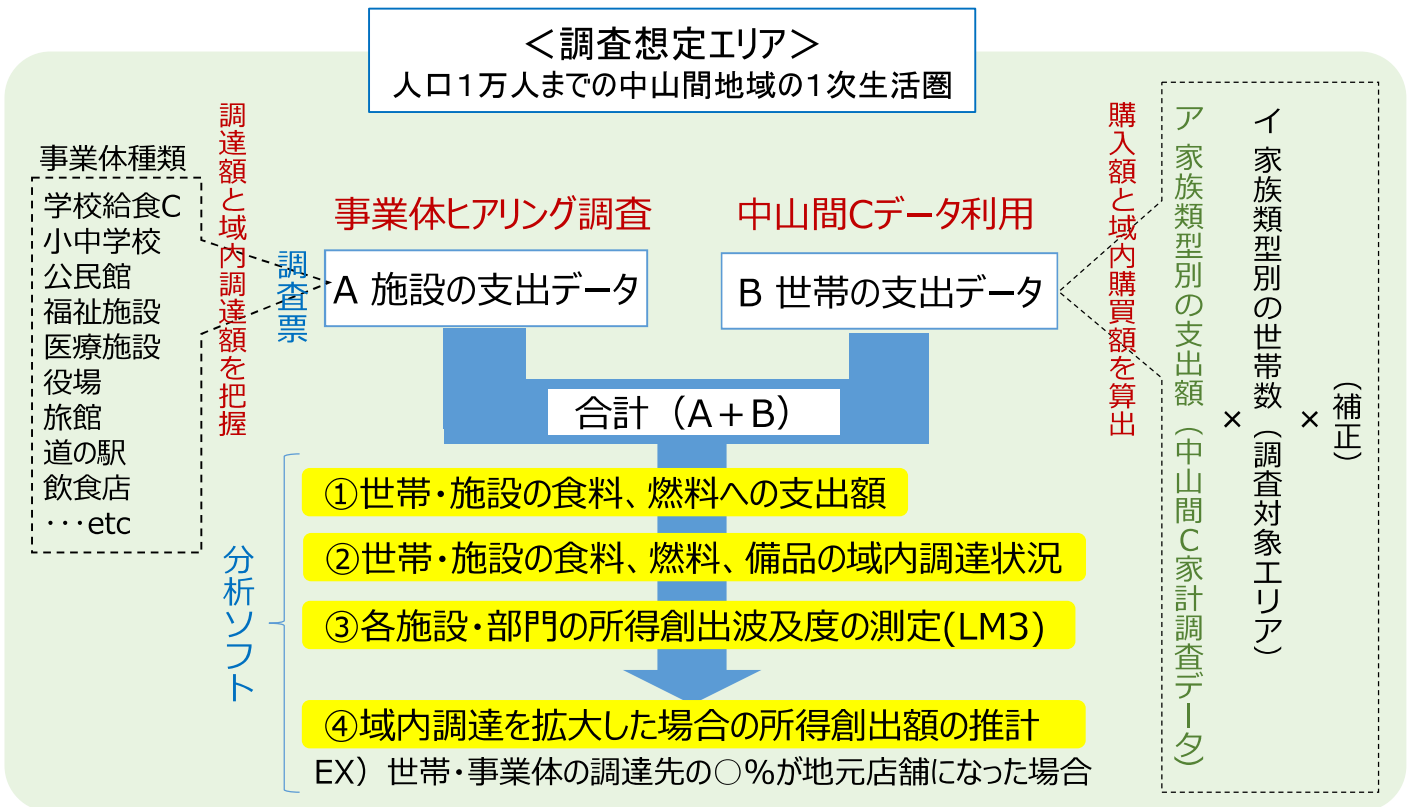 ＜調査想定エリア＞
人口１万人までの中山間地域の１次生活圏
事業体種類
学校給食C
小中学校
公民館
福祉施設
医療施設
役場
旅館
道の駅
飲食店
･･･etc
調達額と域内調達額を把握
調査票
事業体ヒアリング調査
A 施設の支出データ
中山間Cデータ利用
B 世帯の支出データ
購入額と域内購買額を算出
ア 家族類型別の支出額（中山間C家計調査データ）
×
イ 家族類型別の世帯数（調査対象エリア）
×
（補正）
合計（A＋B）
分析ソフト
①世帯・施設の食料、燃料への支出額
②世帯・施設の食料、燃料、備品の域内調達状況
③各施設・部門の所得創出波及度の測定(LM3)
④域内調達を拡大した場合の所得創出額の推計
EX）世帯・事業体の調達先の○%が地元店舗になった場合